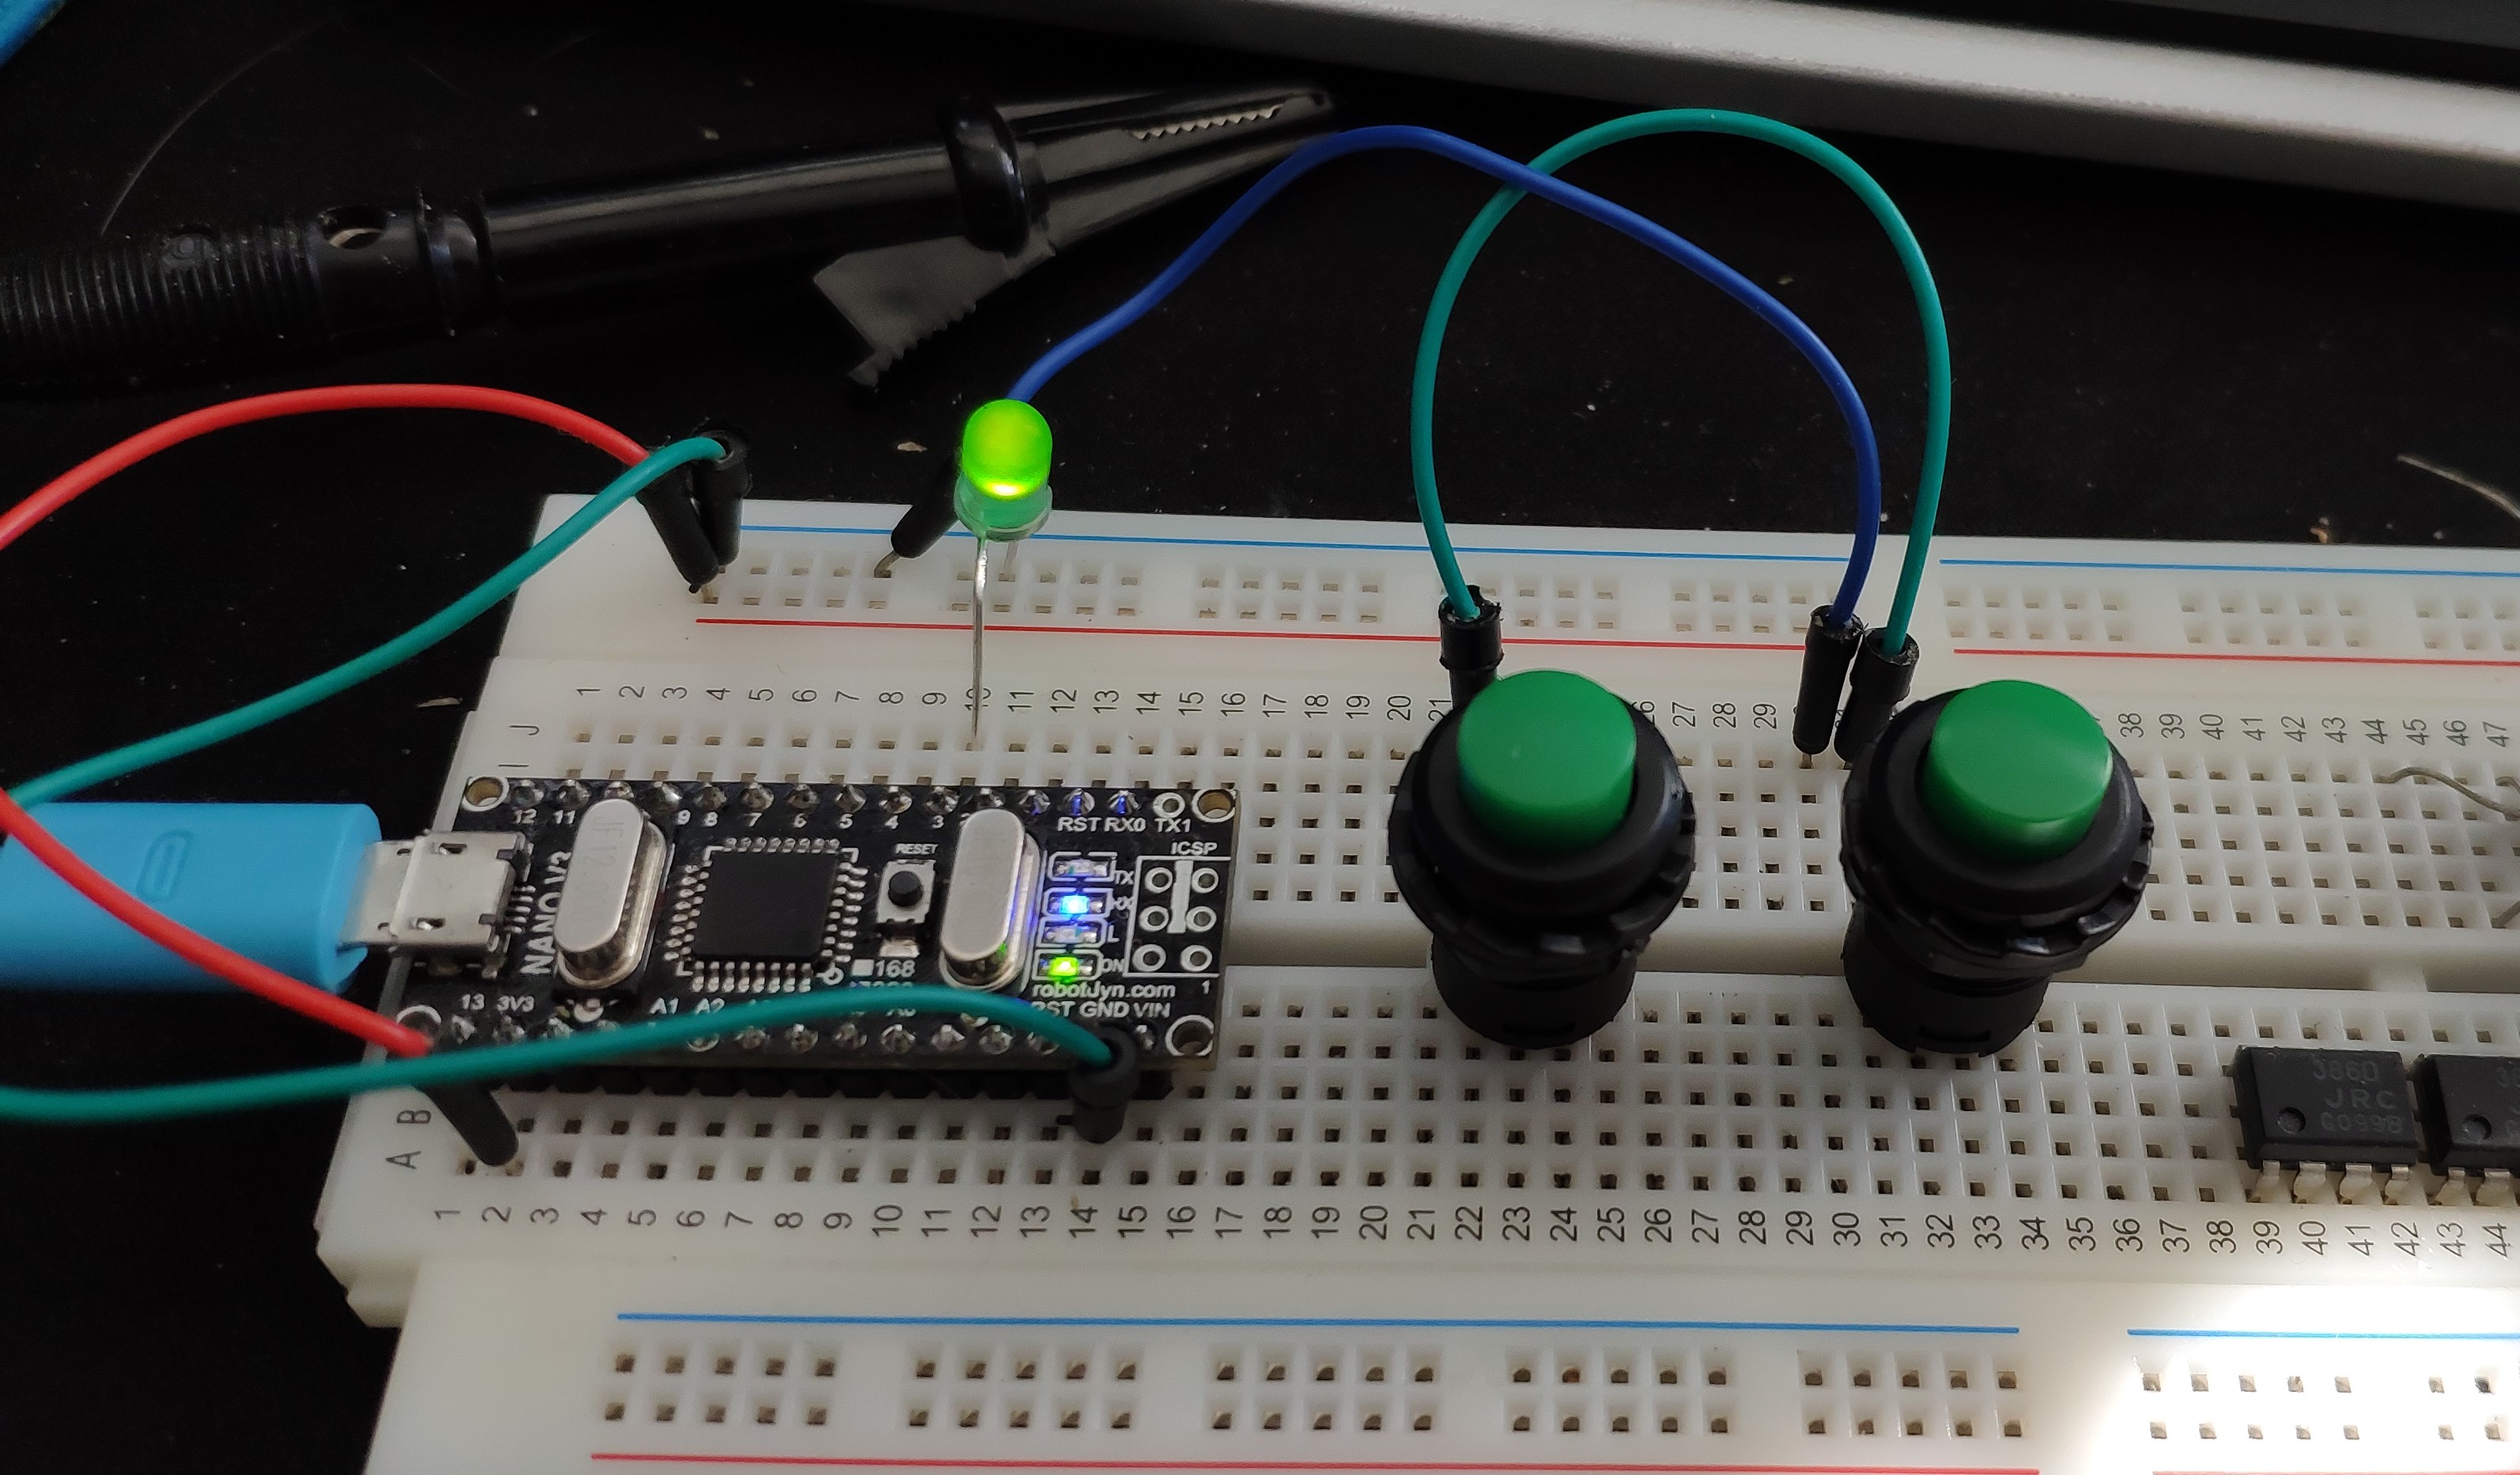 1 2 3 4 5 6 7 8 9 10 11 12 13 14 15 16 17 18 19 20 21 26 27 28 29 38 39 40 41 42 43 44 45 46 47
J
I
12 11 9 8 7 6 5 4 3 RST RX0 TX1
RESET
ICSP
TX
RX
L
ON
NANO V3
168
1
robotdyn.com
13 3V3 A1 A2 RST GND VIN
386D
JRC
B
A
1 2 3 4 5 6 7 8 9 10 11 12 13 14 15 16 17 18 19 20 21 22 23 24 25 26 27 28 29 30 31 32 33 34 35 36 37 38 39 40 41 42 43 44